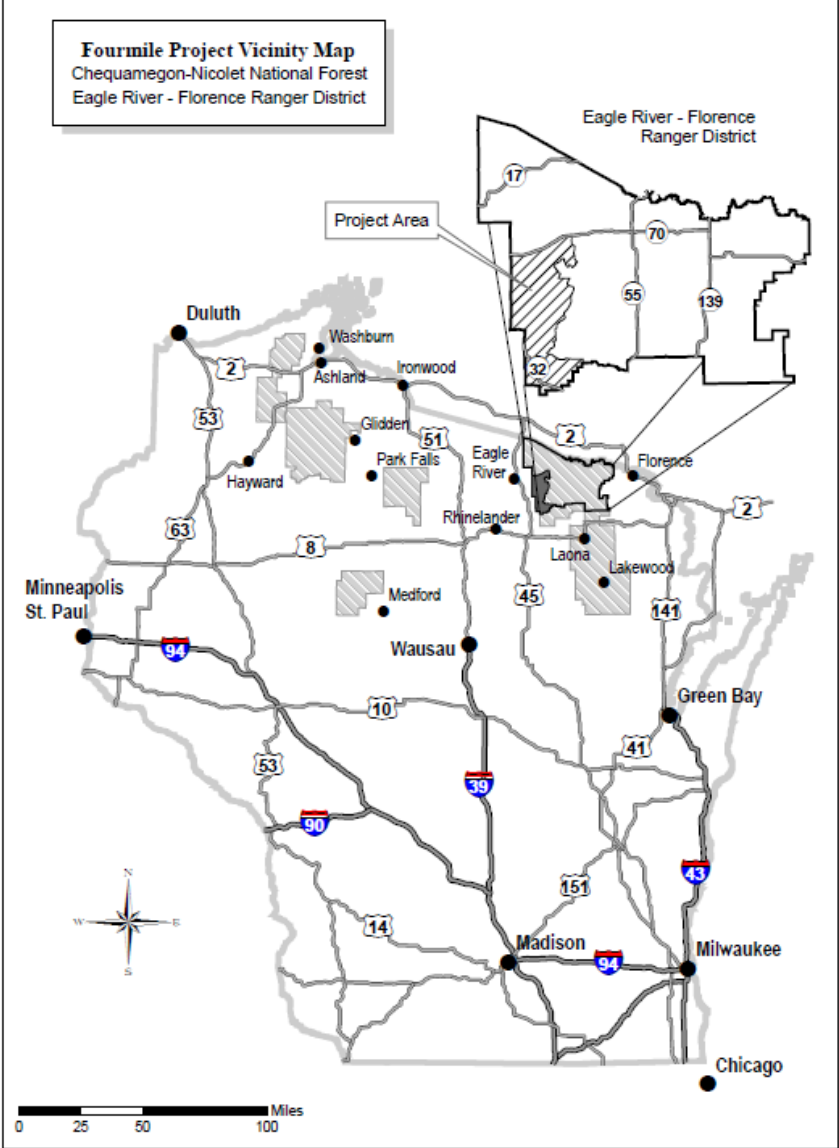 Fourmile Project Vicinity Map
Chequamegon-Nicolet National Forest
Eagle River - Florence Ranger District
Eagle River - Florence
Ranger District
17
Project Area
70
55
139
32
Duluth
Washburn
2
Ashland
Ironwood
53
Glidden
51
2
Eagle
River
Florence
Park Falls
Hayward
2
Rhinelander
63
8
Laona
Lakewood
Minneapolis
St. Paul
Medford
45
141
94
Wausau
Green Bay
10
41
53
39
90
43
151
N
W
E
S
14
Madison
94
Milwaukee
Chicago
Miles
0 25 50 100